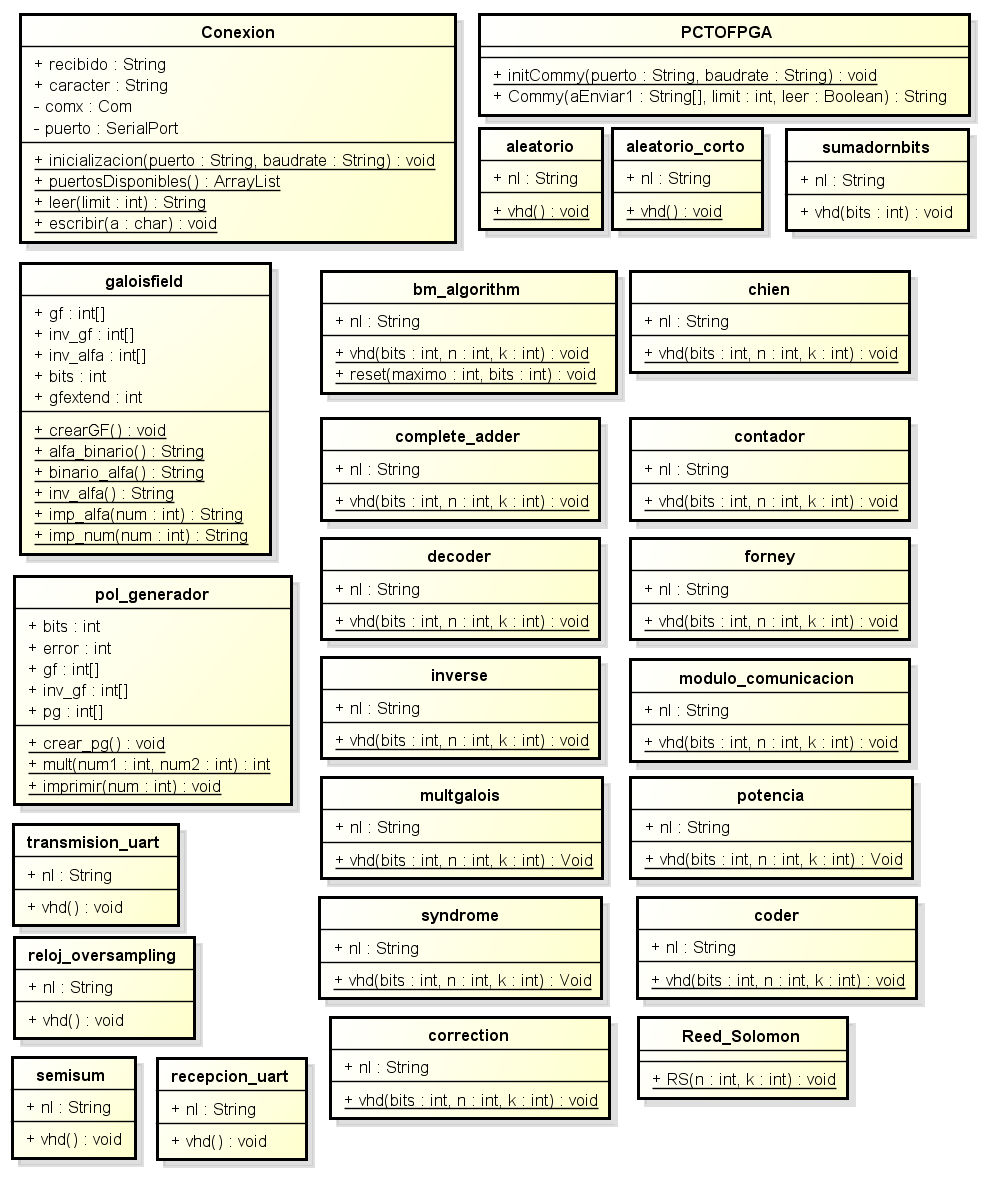 Conexion
+ recibido : String
+ caracter : String
- comx : Com
- puerto : SerialPort
+ inicializacion(puerto : String, baudrate : String) : void
+ puertosDisponibles() : ArrayList
+ leer(limit : int) : String
+ escribir(a : char) : void
PCTOFPGA
+ initCommy(puerto : String, baudrate : String) : void
+ Commy(aEnviar1 : String[], limit : int, leer : Boolean) : String
aleatorio
+ nl : String
+ vhd() : void
aleatorio_corto
+ nl : String
+ vhd() : void
sumadornbits
+ nl : String
+ vhd(bits : int) : void
galoisfield
+ gf : int[]
+ inv_gf : int[]
+ inv_alfa : int[]
+ bits : int
+ gfextend : int
+ crearGF() : void
+ alfa_binario() : String
+ binario_alfa() : String
+ inv_alfa() : String
+ imp_alfa(num : int) : String
+ imp_num(num : int) : String
bm_algorithm
+ nl : String
+ vhd(bits : int, n : int, k : int) : void
+ reset(maximo : int, bits : int) : void
chien
+ nl : String
+ vhd(bits : int, n : int, k : int) : void
complete_adder
+ nl : String
+ vhd(bits : int, n : int, k : int) : void
contador
+ nl : String
+ vhd(bits : int, n : int, k : int) : void
decoder
+ nl : String
+ vhd(bits : int, n : int, k : int) : void
forney
+ nl : String
+ vhd(bits : int, n : int, k : int) : void
pol_generador
+ bits : int
+ error : int
+ gf : int[]
+ inv_gf : int[]
+ pg : int[]
+ crear_pg() : void
+ mult(num1 : int, num2 : int) : int
+ imprimir(num : int) : void
inverse
+ nl : String
+ vhd(bits : int, n : int, k : int) : void
modulo_comunicacion
+ nl : String
+ vhd(bits : int, n : int, k : int) : void
multgalois
+ nl : String
+ vhd(bits : int, n : int, k : int) : Void
potencia
+ nl : String
+ vhd(bits : int, n : int, k : int) : Void
transmision_uart
+ nl : String
+ vhd() : void
syndrome
+ nl : String
+ vhd(bits : int, n : int, k : int) : Void
coder
+ nl : String
+ vhd(bits : int, n : int, k : int) : void
reloj_oversampling
+ nl : String
+ vhd() : void
correction
+ nl : String
+ vhd(bits : int, n : int, k : int) : void
Reed_Solomon
+ RS(n : int, k : int) : void
semisum
+ nl : String
+ vhd() : void
recepcion_uart
+ nl : String
+ vhd() : void